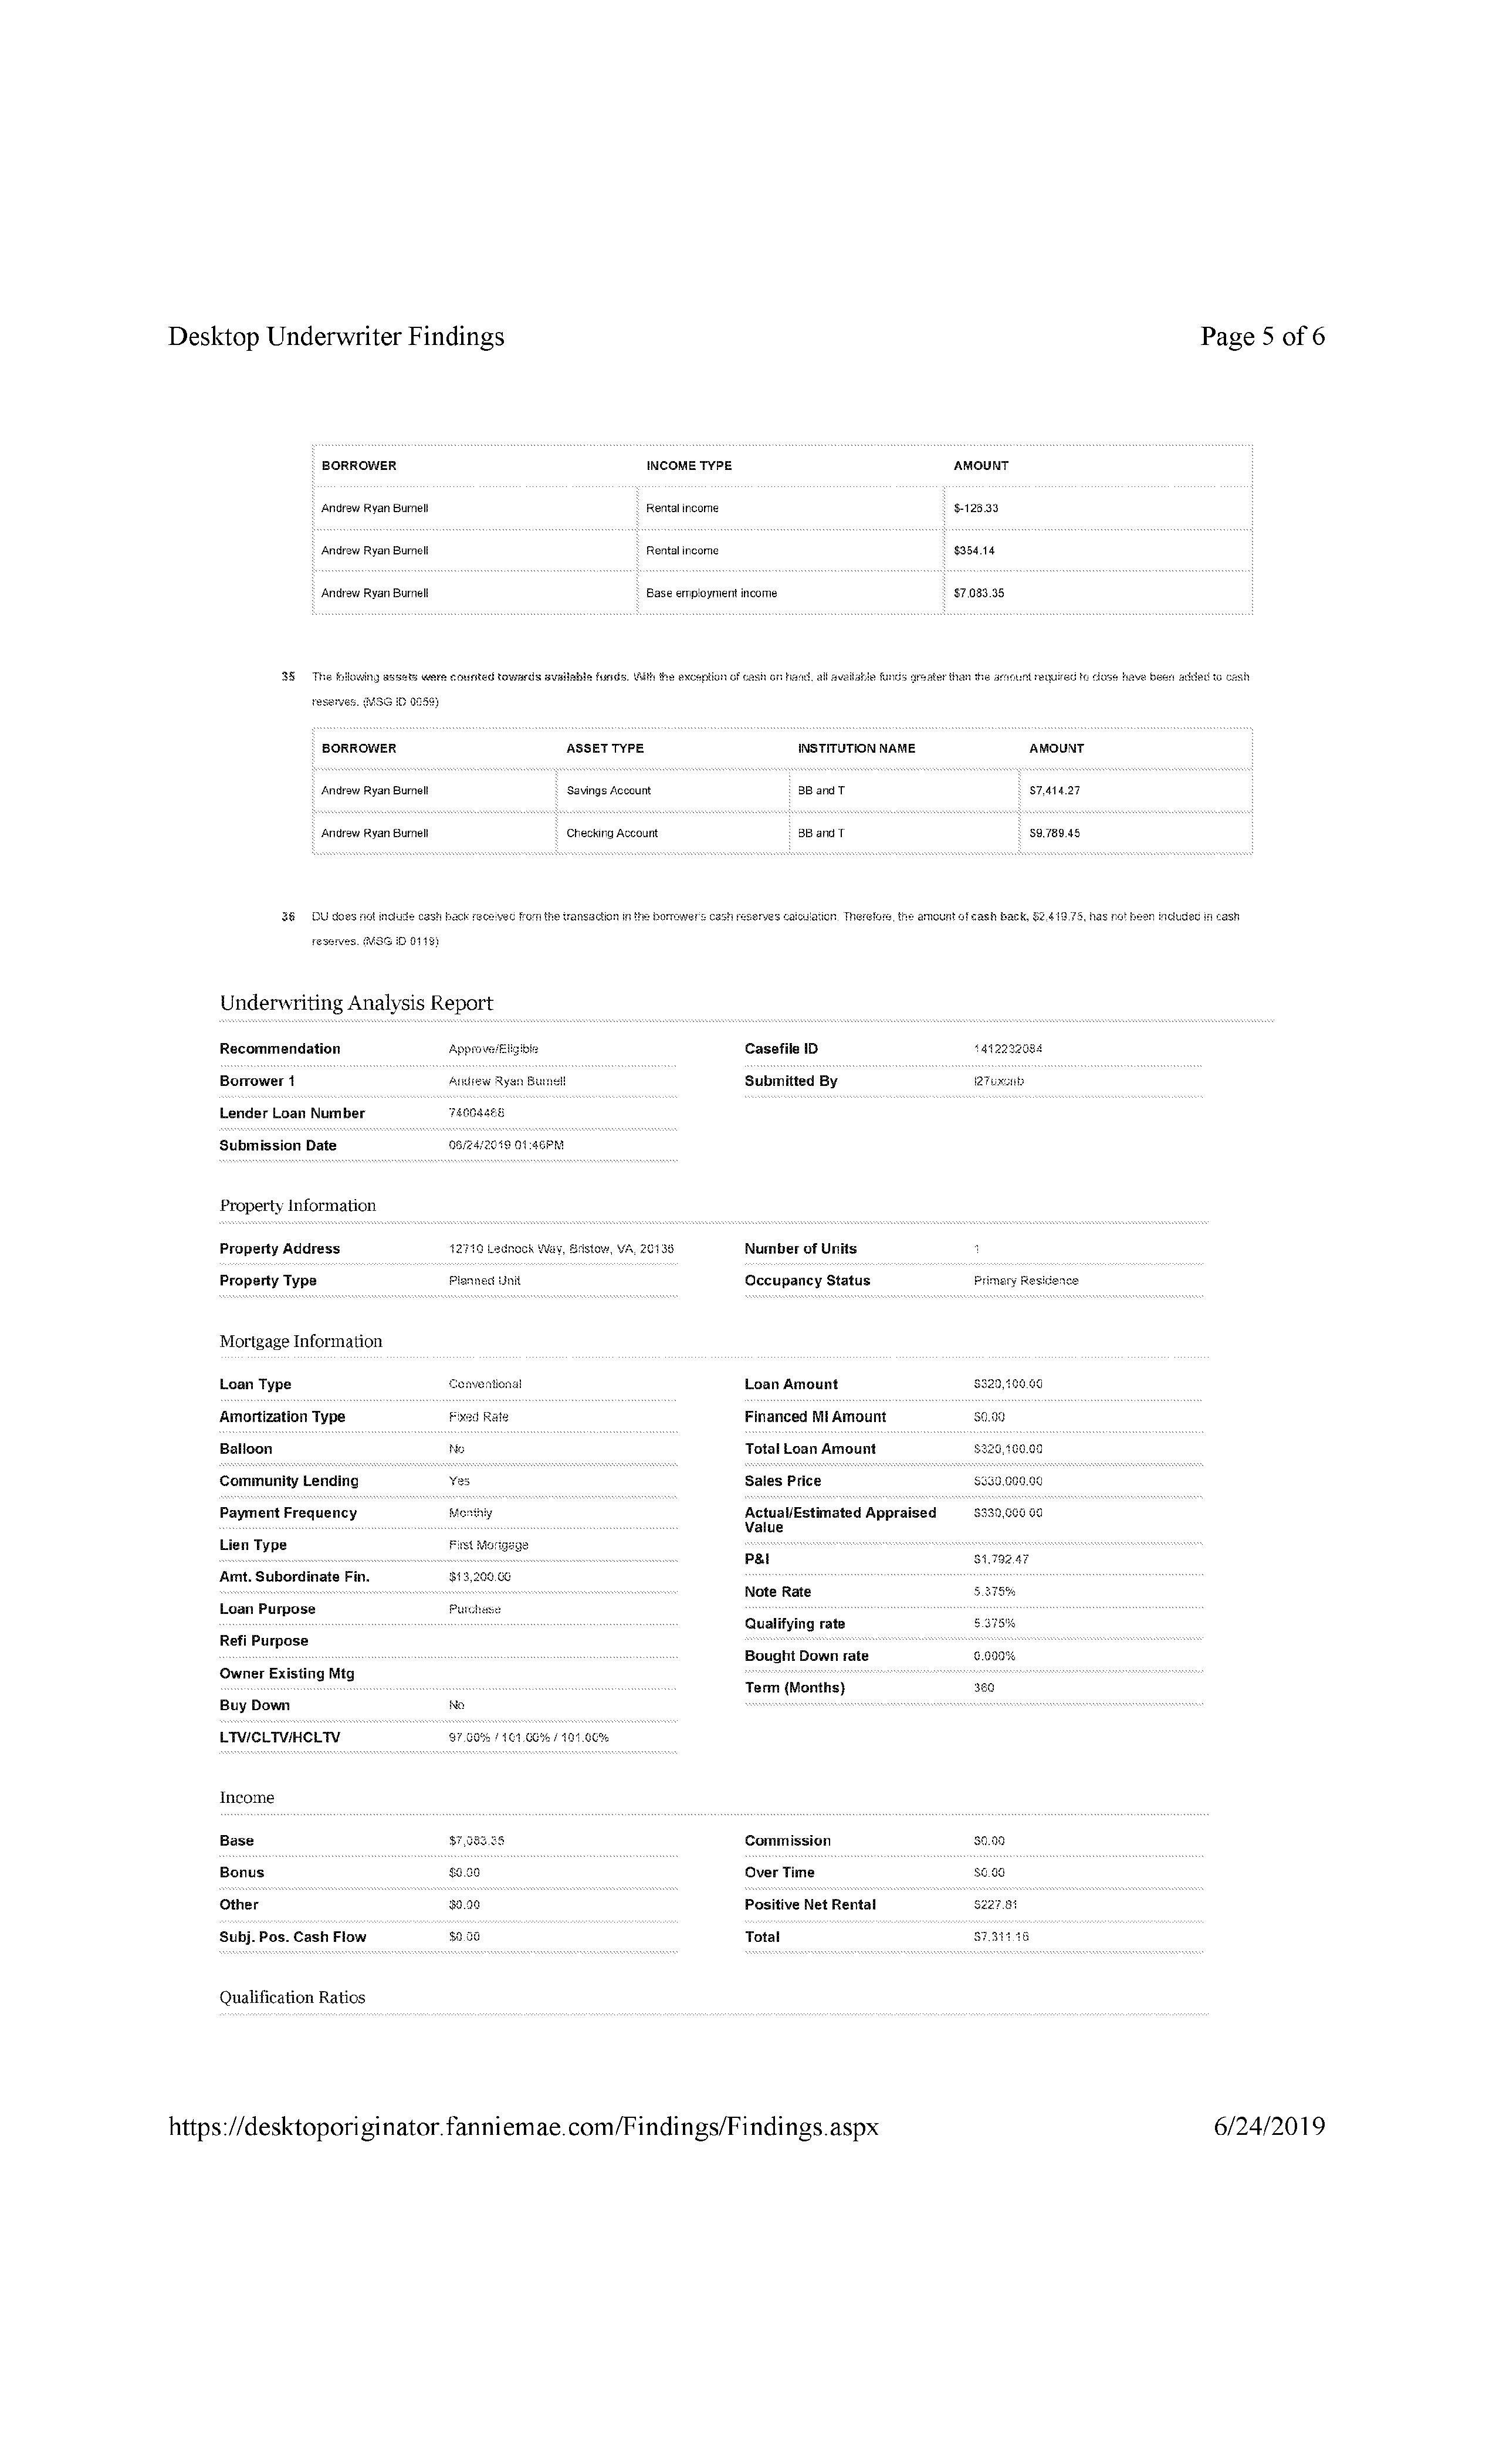 Desktop Underwriter Findings Page 5 of 6
BORROWER INCOME TYPE AMOUNT
Andrew Ryan Burnell Rental income $-126.33
Andrew Ryan Burnell Rental income $354.14
Andrew Ryan Burnell Base employment income $7,083.35
35 The following assets were counted towards available funds. With the exception of cash on hand, all available funds greater than the amount required to close have been added to cash
reserves. (MSG ID 0059)
BORROWER ASSET TYPE INSTITUTION NAME AMOUNT
Andrew Ryan Burnell Savings Account BB and T $7,414.27
Andrew Ryan Burnell Checking Account BB and T $9,789.45
36 DU does not include cash back received from the transaction in the borrower's cash reserves calculation. Therefore, the amount of cash back, $2,419.75, has not been included in cash
reserves. (MSG ID 0119)
Underwriting Analysis Report
Recommendation Approve/Eligible Casefile ID 1412232084
Borrower 1 Andrew Ryan Burnell Submitted By
Lender Loan Number 74004468
Submission Date 06/24/2019 01:46PM
Property Information
Property Address 12710 Lednock Way, Bristow, VA, 20136 Number of Units 1
Property Type Planned Unit Occupancy Status Primary Residence
Mortgage Information
Loan Type Conventional Loan Amount $320,100.00
Amortization Type Fixed Rate Financed MI Amount $0.00
Balloon No Total Loan Amount $320,100.00
Community Lending Yes Sales Price $330,000.00
Payment Frequency Monthly Actual/Estimated Appraised $330,000.00
Value
Lien Type First Mortgage P&I $1,792.47
Amt. Subordinate Fin. $13,200.00 Note Rate 5.375%
Loan Purpose Purchase Qualifying rate 5.375%
Refi Purpose Bought Down rate 0.000%
Owner Existing Mtg Term (Months) 360
Buy Down No
LTV/CLTV/HCLTV 97.00% / 101.00% / 101.00%
Income
Base $7,083.35 Commission $0.00
Bonus $0.00 Over Time $0.00
Other $0.00 Positive Net Rental $227.81
Subj. Pos. Cash Flow $0.00 Total $7,311.16
Qualification Ratios
https://desktoporiginator.fanniemae.com/Findings/Findings.aspx 6/24/2019